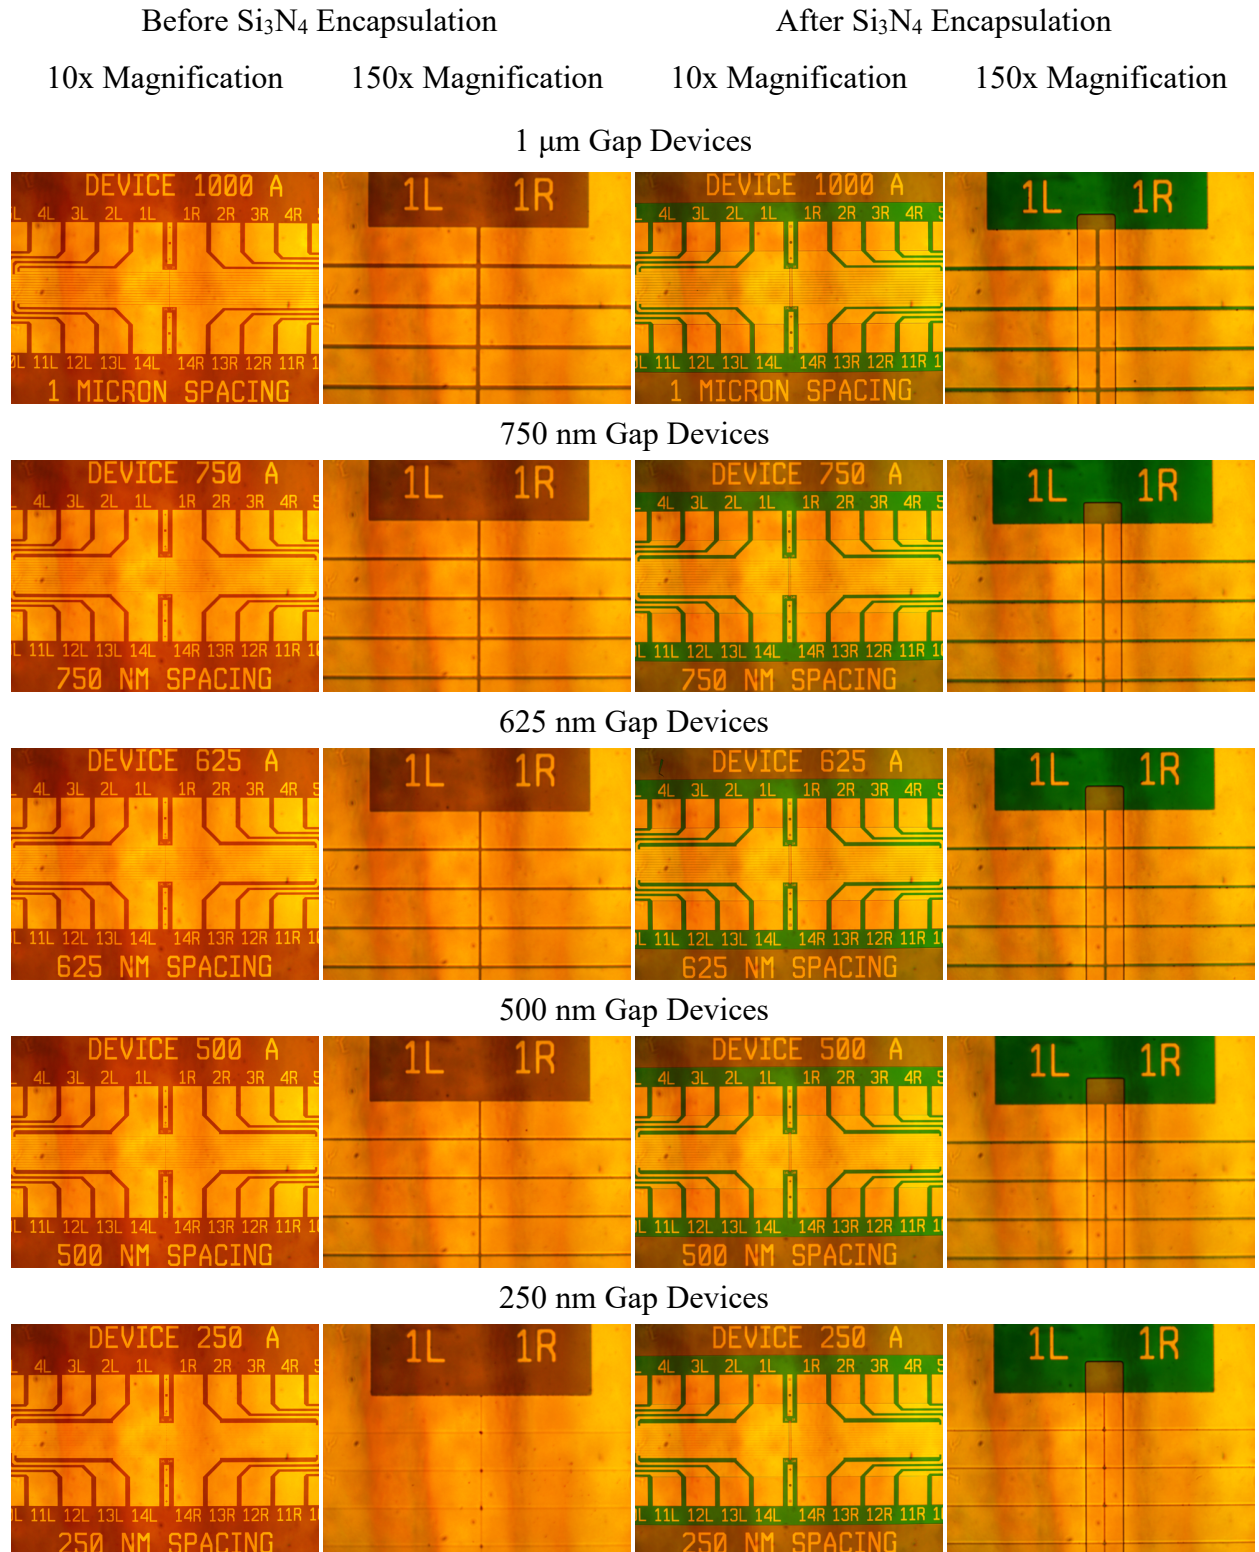 Before Si₃N₄ Encapsulation
After Si₃N₄ Encapsulation
10x Magnification
150x Magnification
10x Magnification
150x Magnification
1 μm Gap Devices
DEVICE 1000 A
4L 3L 2L 1L 1R 2R 3R 4R
11L 12L 13L 14L 14R 13R 12R 11R
1 MICRON SPACING
1L 1R
DEVICE 1000 A
4L 3L 2L 1L 1R 2R 3R 4R
11L 12L 13L 14L 14R 13R 12R 11R
1 MICRON SPACING
1L 1R
750 nm Gap Devices
DEVICE 750 A
4L 3L 2L 1L 1R 2R 3R 4R
11L 12L 13L 14L 14R 13R 12R 11R
750 NM SPACING
1L 1R
DEVICE 750 A
4L 3L 2L 1L 1R 2R 3R 4R
11L 12L 13L 14L 14R 13R 12R 11R
750 NM SPACING
1L 1R
625 nm Gap Devices
DEVICE 625 A
4L 3L 2L 1L 1R 2R 3R 4R
11L 12L 13L 14L 14R 13R 12R 11R
625 NM SPACING
1L 1R
DEVICE 625 A
4L 3L 2L 1L 1R 2R 3R 4R
11L 12L 13L 14L 14R 13R 12R 11R
625 NM SPACING
1L 1R
500 nm Gap Devices
DEVICE 500 A
4L 3L 2L 1L 1R 2R 3R 4R
11L 12L 13L 14L 14R 13R 12R 11R
500 NM SPACING
1L 1R
DEVICE 500 A
4L 3L 2L 1L 1R 2R 3R 4R
11L 12L 13L 14L 14R 13R 12R 11R
500 NM SPACING
1L 1R
250 nm Gap Devices
DEVICE 250 A
4L 3L 2L 1L 1R 2R 3R 4R
11L 12L 13L 14L 14R 13R 12R 11R
250 NM SPACING
1L 1R
DEVICE 250 A
4L 3L 2L 1L 1R 2R 3R 4R
11L 12L 13L 14L 14R 13R 12R 11R
250 NM SPACING
1L 1R